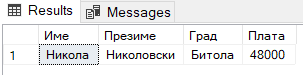 Results Messages
Име Презиме Град Плата
1 Никола Николовски Битола 48000